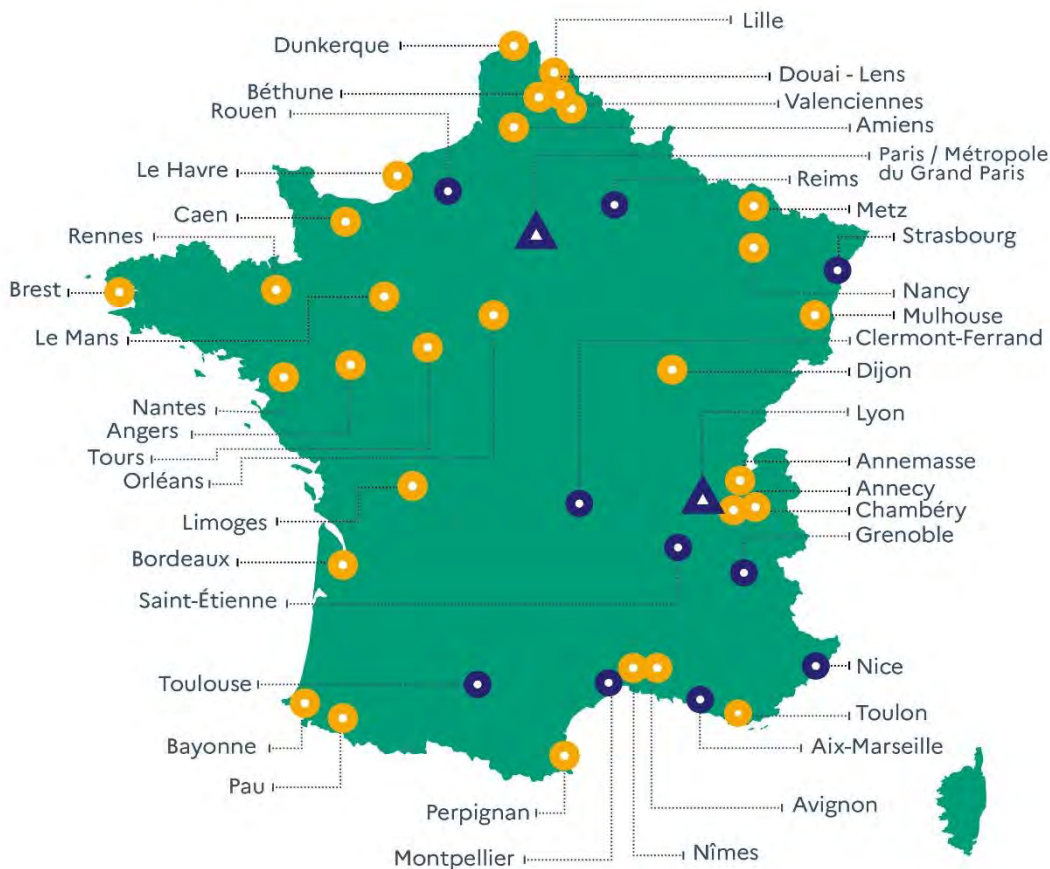 Lille
Dunkerque
Douai - Lens
Béthune
Valenciennes
Rouen
Amiens
Paris / Métropole
du Grand Paris
Le Havre
Reims
Metz
Caen
Strasbourg
Rennes
Brest
Nancy
Mulhouse
Le Mans
Clermont-Ferrand
Dijon
Nantes
Lyon
Angers
Tours
Orléans
Annemasse
Annecy
Limoges
Chambéry
Grenoble
Bordeaux
Saint-Étienne
Nice
Toulouse
Toulon
Bayonne
Aix-Marseille
Pau
Avignon
Perpignan
Nîmes
Montpellier